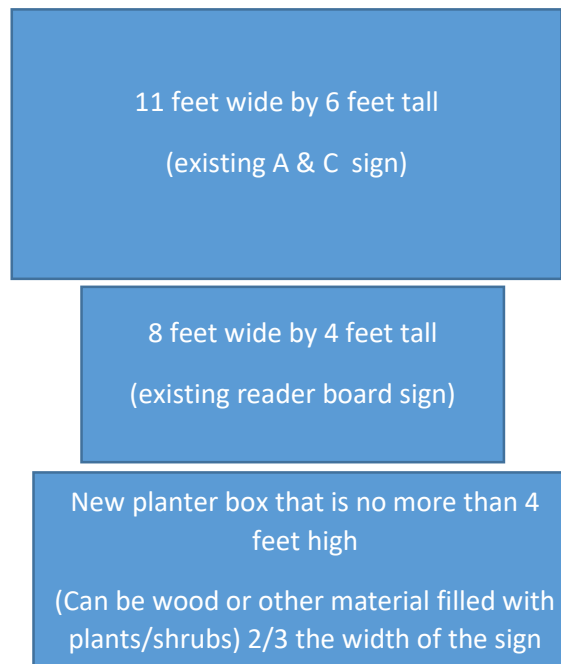 11 feet wide by 6 feet tall
(existing A & C  sign)
8 feet wide by 4 feet tall
(existing reader board sign)
New planter box that is no more than 4
feet high
(Can be wood or other material filled with
plants/shrubs) 2/3 the width of the sign